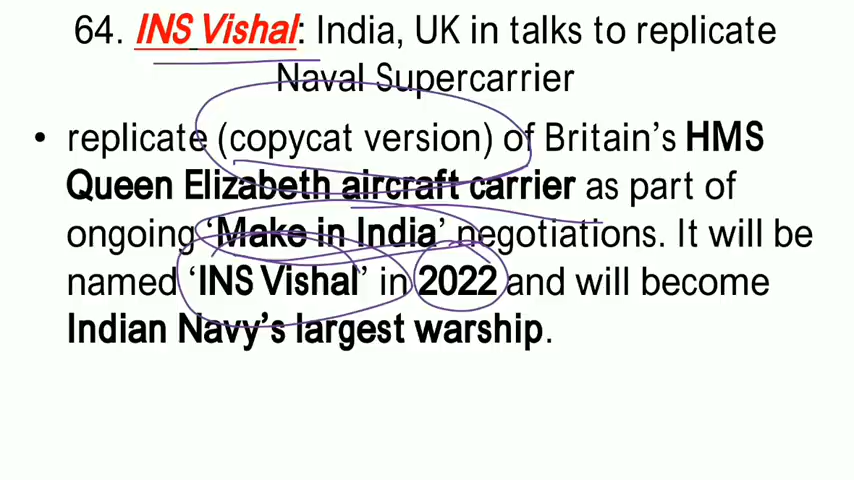 64. INS Vishal: India, UK in talks to replicate
Naval Supercarrier
• replicate (copycat version) of Britain's HMS
Queen Elizabeth aircraft carrier as part of
ongoing 'Make in India' negotiations. It will be
named 'INS Vishal' in 2022 and will become
Indian Navy's largest warship.